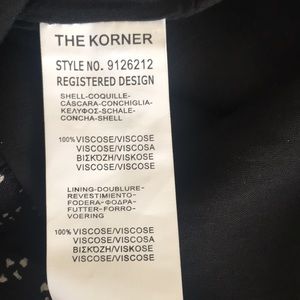 THE KORNER
STYLE NO. 9126212
REGISTERED DESIGN
SHELL-COQUILLE-
CÁSCARA-CONCHIGLIA-
ΚΕΛΥΦΟΣ-SCHALE-
CONCHA-SHELL
100% VISCOSE/VISCOSE
VISCOSE/VISCOSA
ΒΙΣΚΌΖΗ/VISKOSE
VISCOSE/VISCOSE
LINING-DOUBLURE-
REVESTIMIENTO-
FODERA-ΦΟΔΡΑ-
FUTTER-FORRO-
VOERING
100% VISCOSE/VISCOSE
VISCOSE/VISCOSA
ΒΙΣΚΌΖΗ/VISKOSE
VISCOSE/VISCOSE